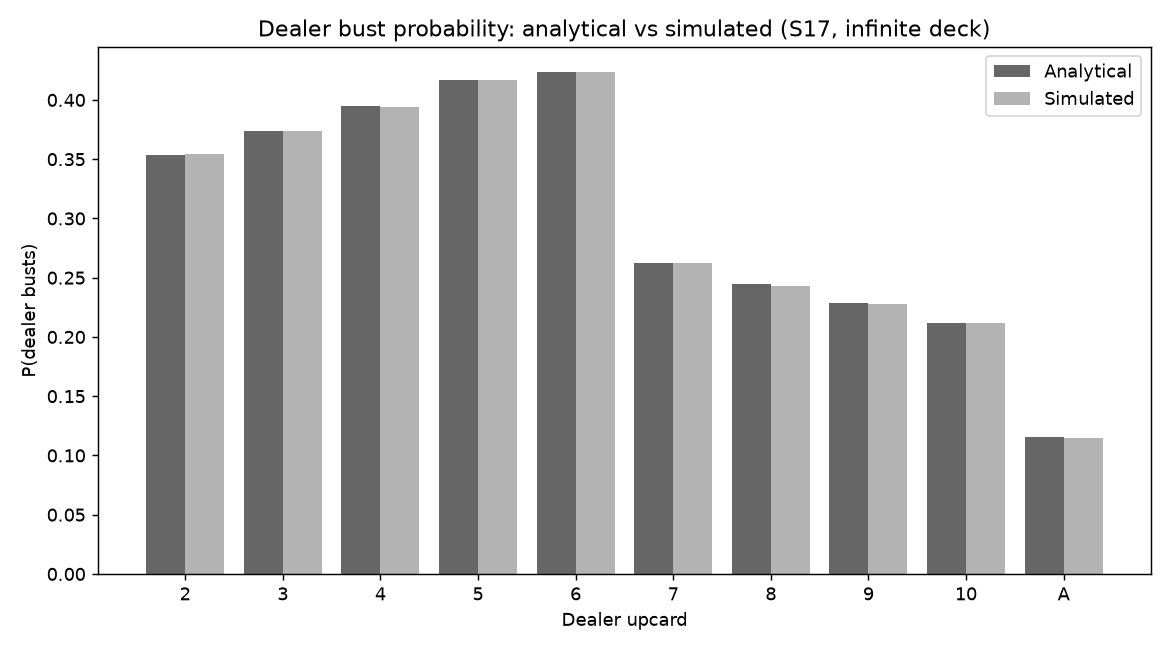 Dealer bust probability: analytical vs simulated (S17, infinite deck)
Analytical
Simulated
P(dealer busts)
0.40
0.35
0.30
0.25
0.20
0.15
0.10
0.05
0.00
2 3 4 5 6 7 8 9 10 A
Dealer upcard